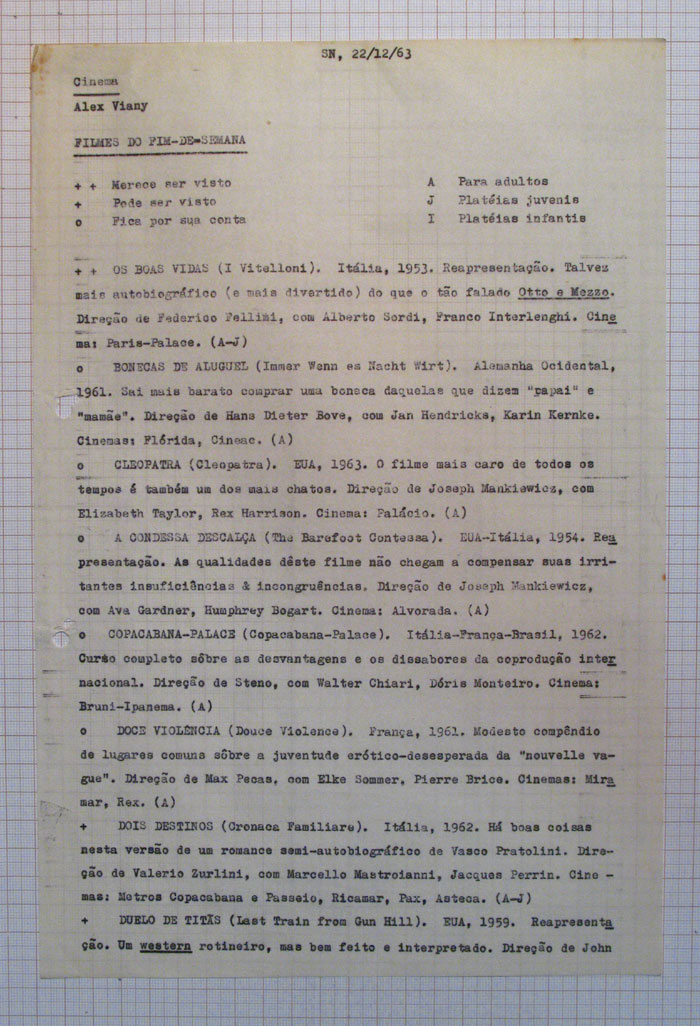 SN, 22/12/63
Cinema
Alex Viany
FILMES DO FIM-DE-SEMANA
+ + Merece ser visto A Para adultos
+ Pode ser visto J Platéias juvenis
o Fica por sua conta I Platéias infantis
+ + OS BOAS VIDAS (I Vitelloni). Itália, 1953. Reapresentação. Talvez
mais autobiográfico (e mais divertido) do que o tão falado Otto e Mezzo.
Direção de Federico Fellini, com Alberto Sordi, Franco Interlenghi. Cine
ma: Paris-Palace. (A-J)
o BONECAS DE ALUGUEL (Immer Wenn es Nacht Wirt). Alemanha Ocidental,
1961. Sai mais barato comprar uma boneca daquelas que dizem "papai" e
"mamãe". Direção de Hans Dieter Bove, com Jan Hendricks, Karin Kernke.
Cinemas: Flórida, Cineac. (A)
o CLEOPATRA (Cleopatra). EUA, 1963. O filme mais caro de todos os
tempos é também um dos mais chatos. Direção de Joseph Mankiewicz, com
Elizabeth Taylor, Rex Harrison. Cinema: Palácio. (A)
o A CONDESSA DESCALÇA (The Barefoot Contessa). EUA-Itália, 1954. Rea
presentação. As qualidades dêste filme não chegam a compensar suas irri-
tantes insuficiências & incongruências. Direção de Joseph Mankiewicz,
com Ava Gardner, Humphrey Bogart. Cinema: Alvorada. (A)
o COPACABANA-PALACE (Copacabana-Palace). Itália-França-Brasil, 1962.
Curso completo sôbre as desvantagens e os dissabores da coprodução inter
nacional. Direção de Steno, com Walter Chiari, Dóris Monteiro. Cinema:
Bruni-Ipanema. (A)
o DOCE VIOLÊNCIA (Douce Violence). França, 1961. Modesto compêndio
de lugares comuns sôbre a juventude erótico-desesperada da "nouvelle va-
gue". Direção de Max Pecas, com Elke Sommer, Pierre Brice. Cinemas: Mira
mar, Rex. (A)
+ DOIS DESTINOS (Cronaca Familiare). Itália, 1962. Há boas coisas
nesta versão de um romance semi-autobiográfico de Vasco Pratolini. Dire-
ção de Valerio Zurlini, com Marcello Mastroianni, Jacques Perrin. Cine -
mas: Metros Copacabana e Passeio, Ricamar, Pax, Asteca. (A-J)
+ DUELO DE TITÃS (Last Train from Gun Hill). EUA, 1959. Reapresenta
ção. Um western rotineiro, mas bem feito e interpretado. Direção de John